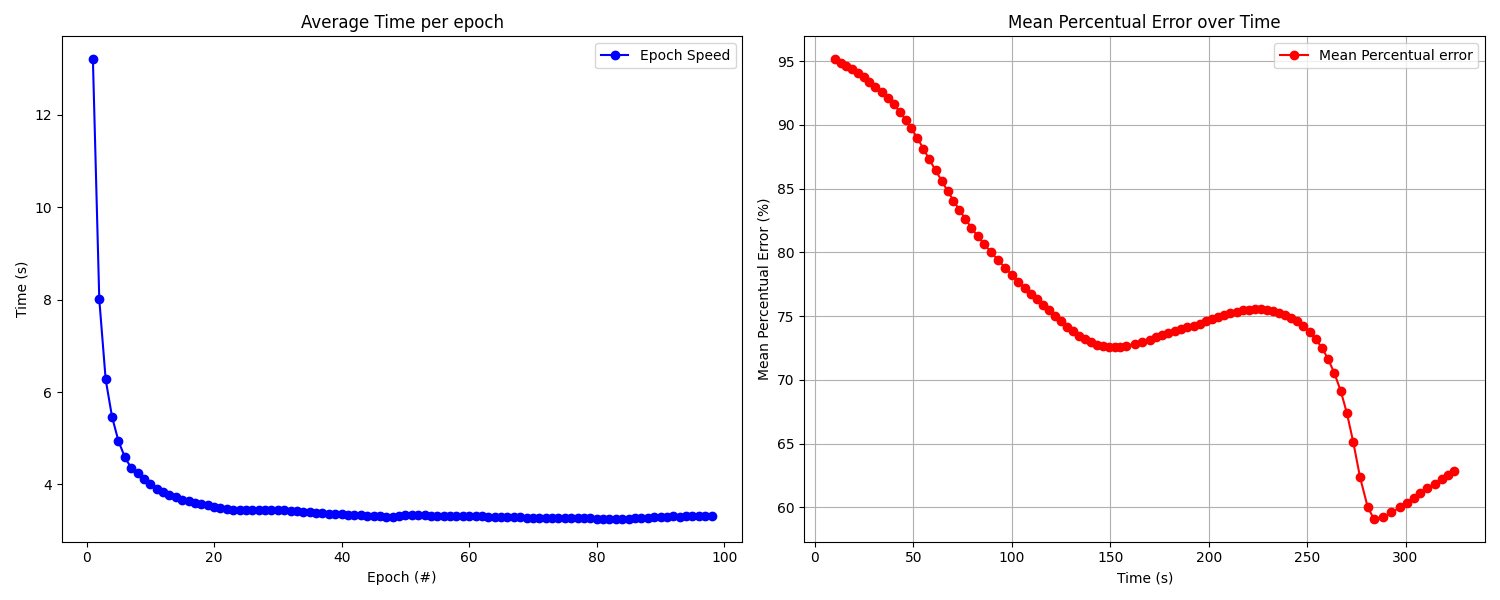 Average Time per epoch
Epoch Speed
12
10
8
6
4
Time (s)
0 20 40 60 80 100
Epoch (#)
Mean Percentual Error over Time
Mean Percentual error
95
90
85
80
75
70
65
60
Mean Percentual Error (%)
0 50 100 150 200 250 300
Time (s)